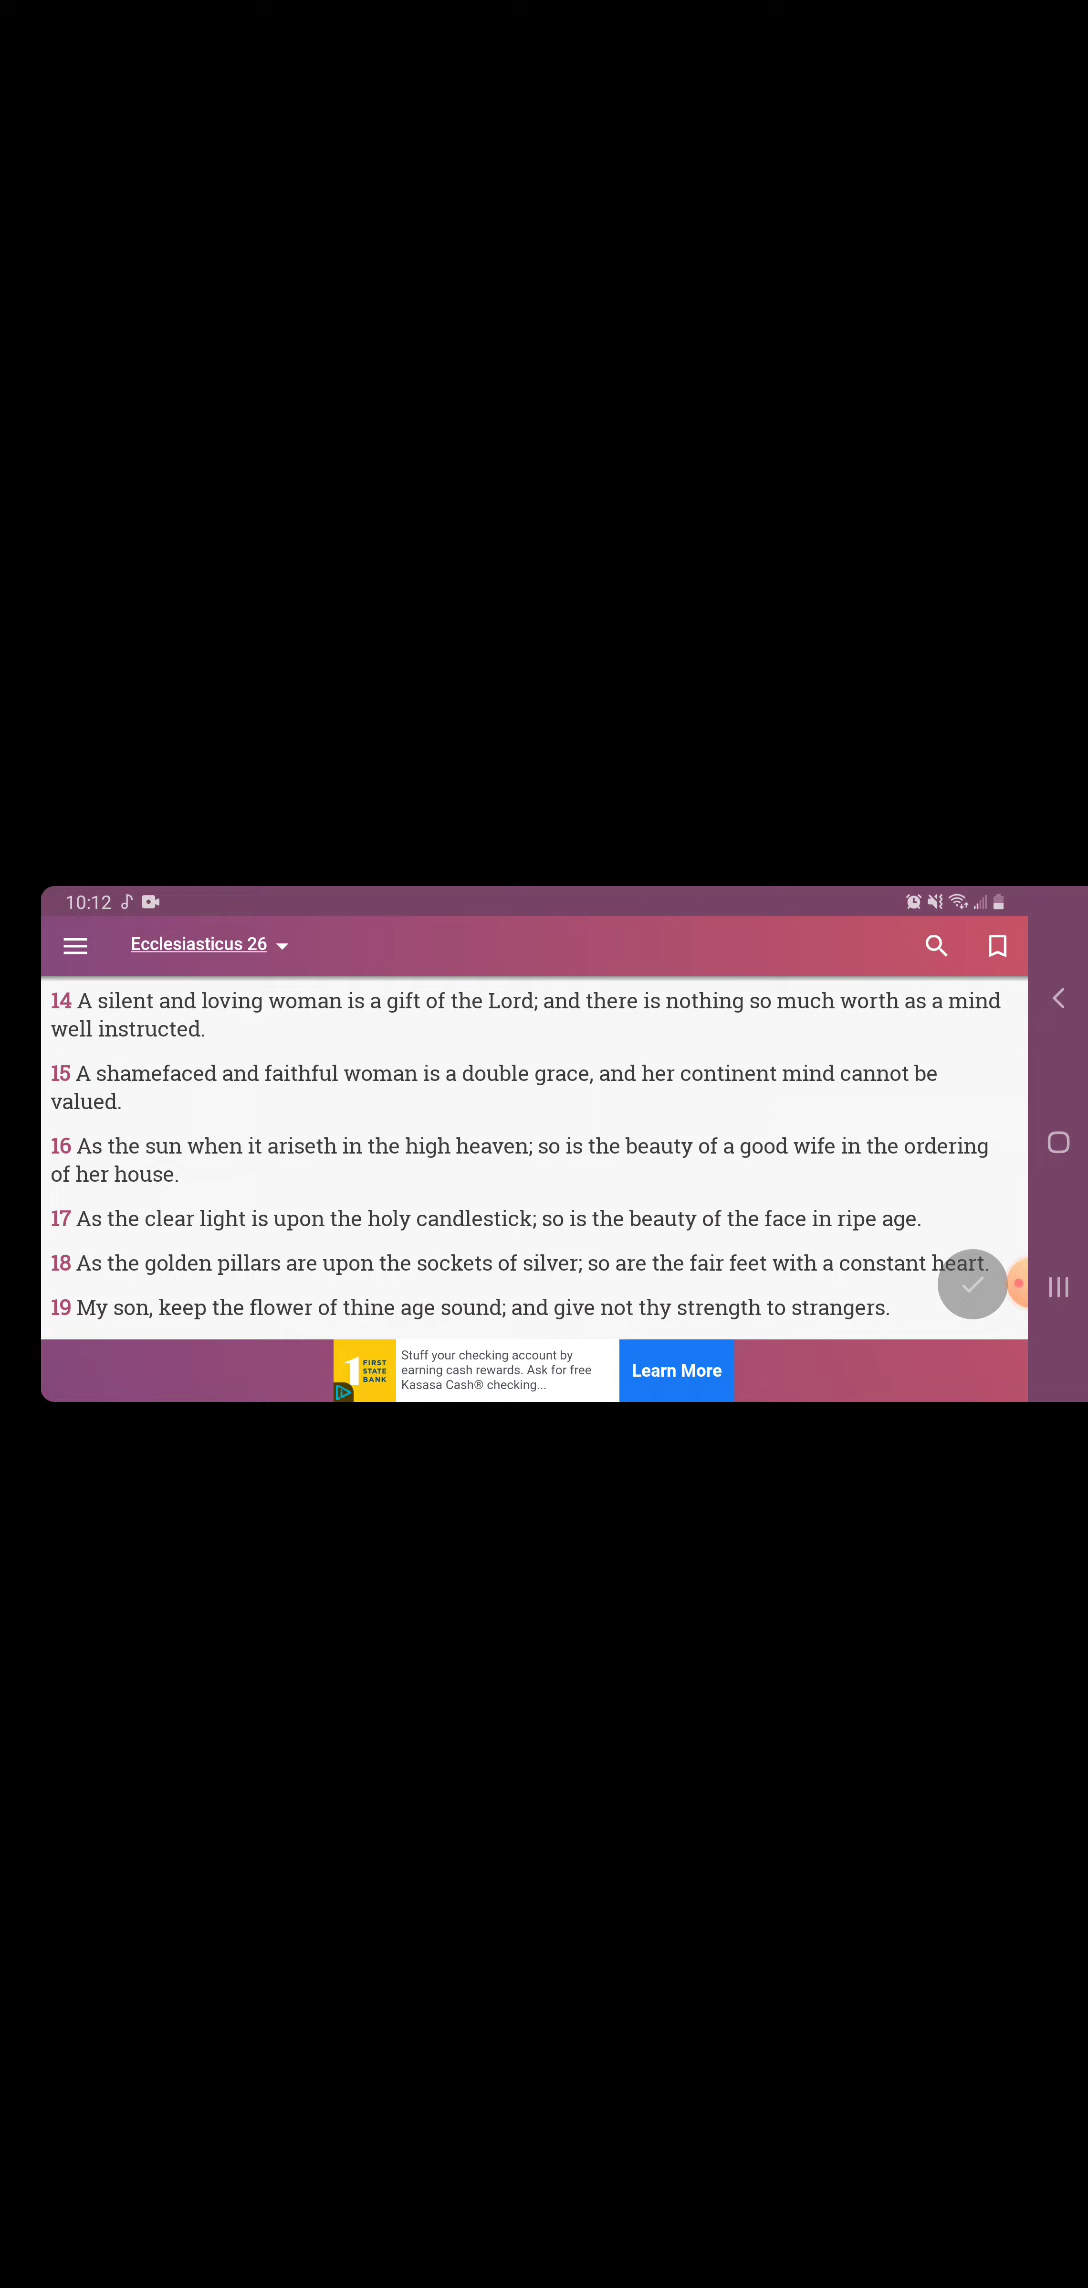 10:12
Ecclesiasticus 26
14 A silent and loving woman is a gift of the Lord; and there is nothing so much worth as a mind
well instructed.
15 A shamefaced and faithful woman is a double grace, and her continent mind cannot be
valued.
16 As the sun when it ariseth in the high heaven; so is the beauty of a good wife in the ordering
of her house.
17 As the clear light is upon the holy candlestick; so is the beauty of the face in ripe age.
18 As the golden pillars are upon the sockets of silver; so are the fair feet with a constant heart.
19 My son, keep the flower of thine age sound; and give not thy strength to strangers.
1 FIRST
STATE
BANK
Stuff your checking account by
earning cash rewards. Ask for free
Kasasa Cash® checking...
Learn More